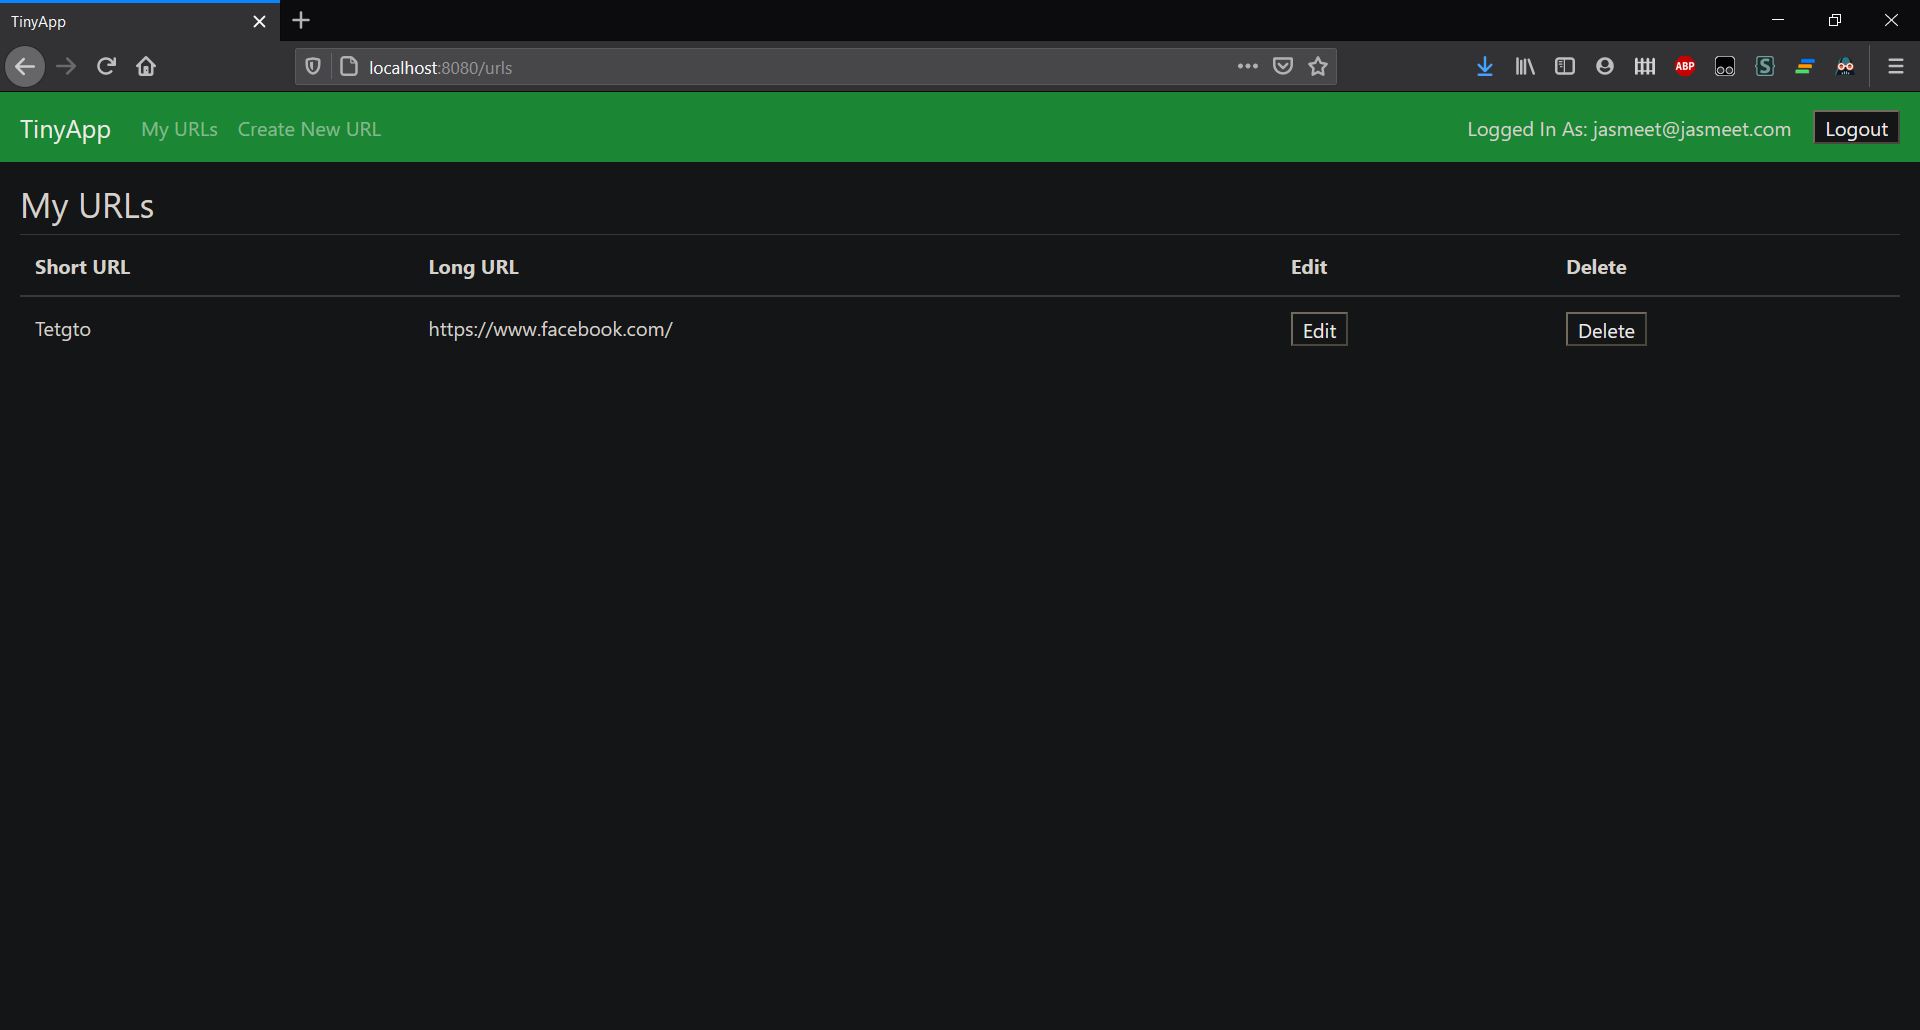 TinyApp
localhost:8080/urls
ABP
S
TinyApp My URLs Create New URL Logged In As: jasmeet@jasmeet.com Logout
My URLs
Short URL Long URL Edit Delete
Tetgto https://www.facebook.com/ Edit Delete